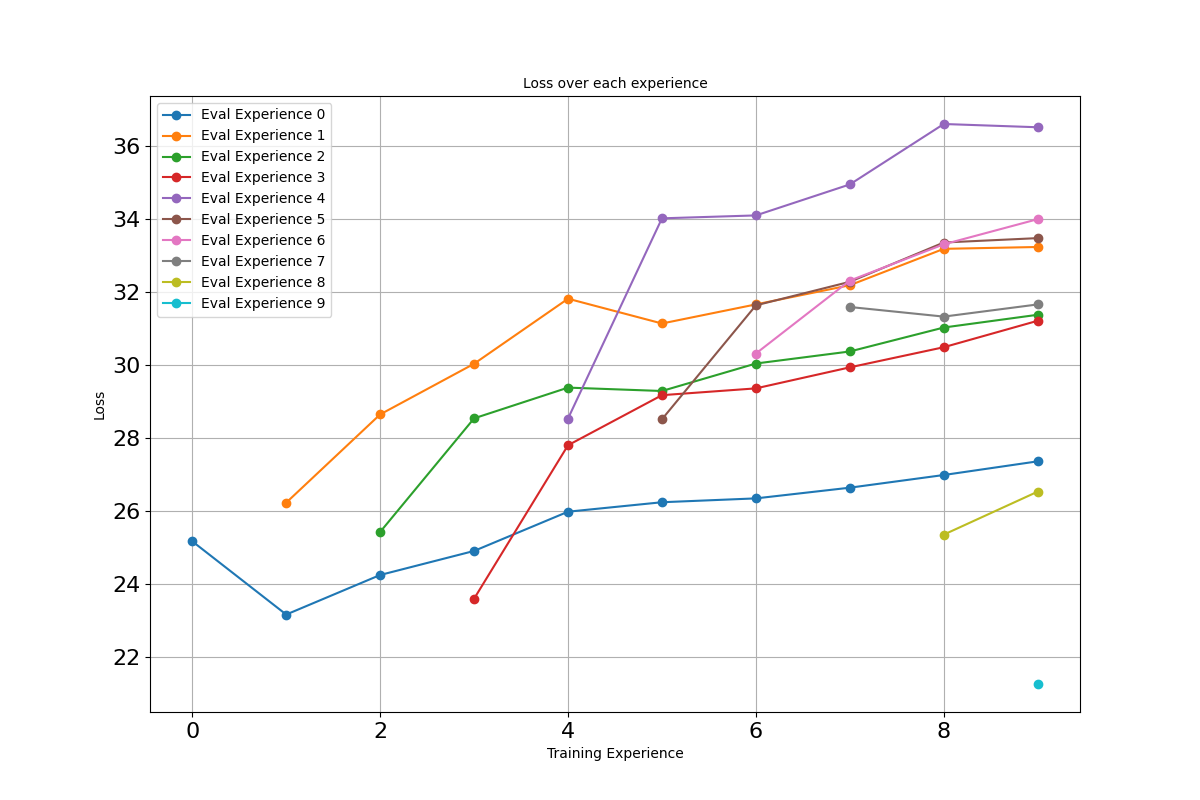 Loss over each experience
Eval Experience 0
Eval Experience 1
Eval Experience 2
Eval Experience 3
Eval Experience 4
Eval Experience 5
Eval Experience 6
Eval Experience 7
Eval Experience 8
Eval Experience 9
36
34
32
30
28
26
24
22
Loss
0 2 4 6 8
Training Experience